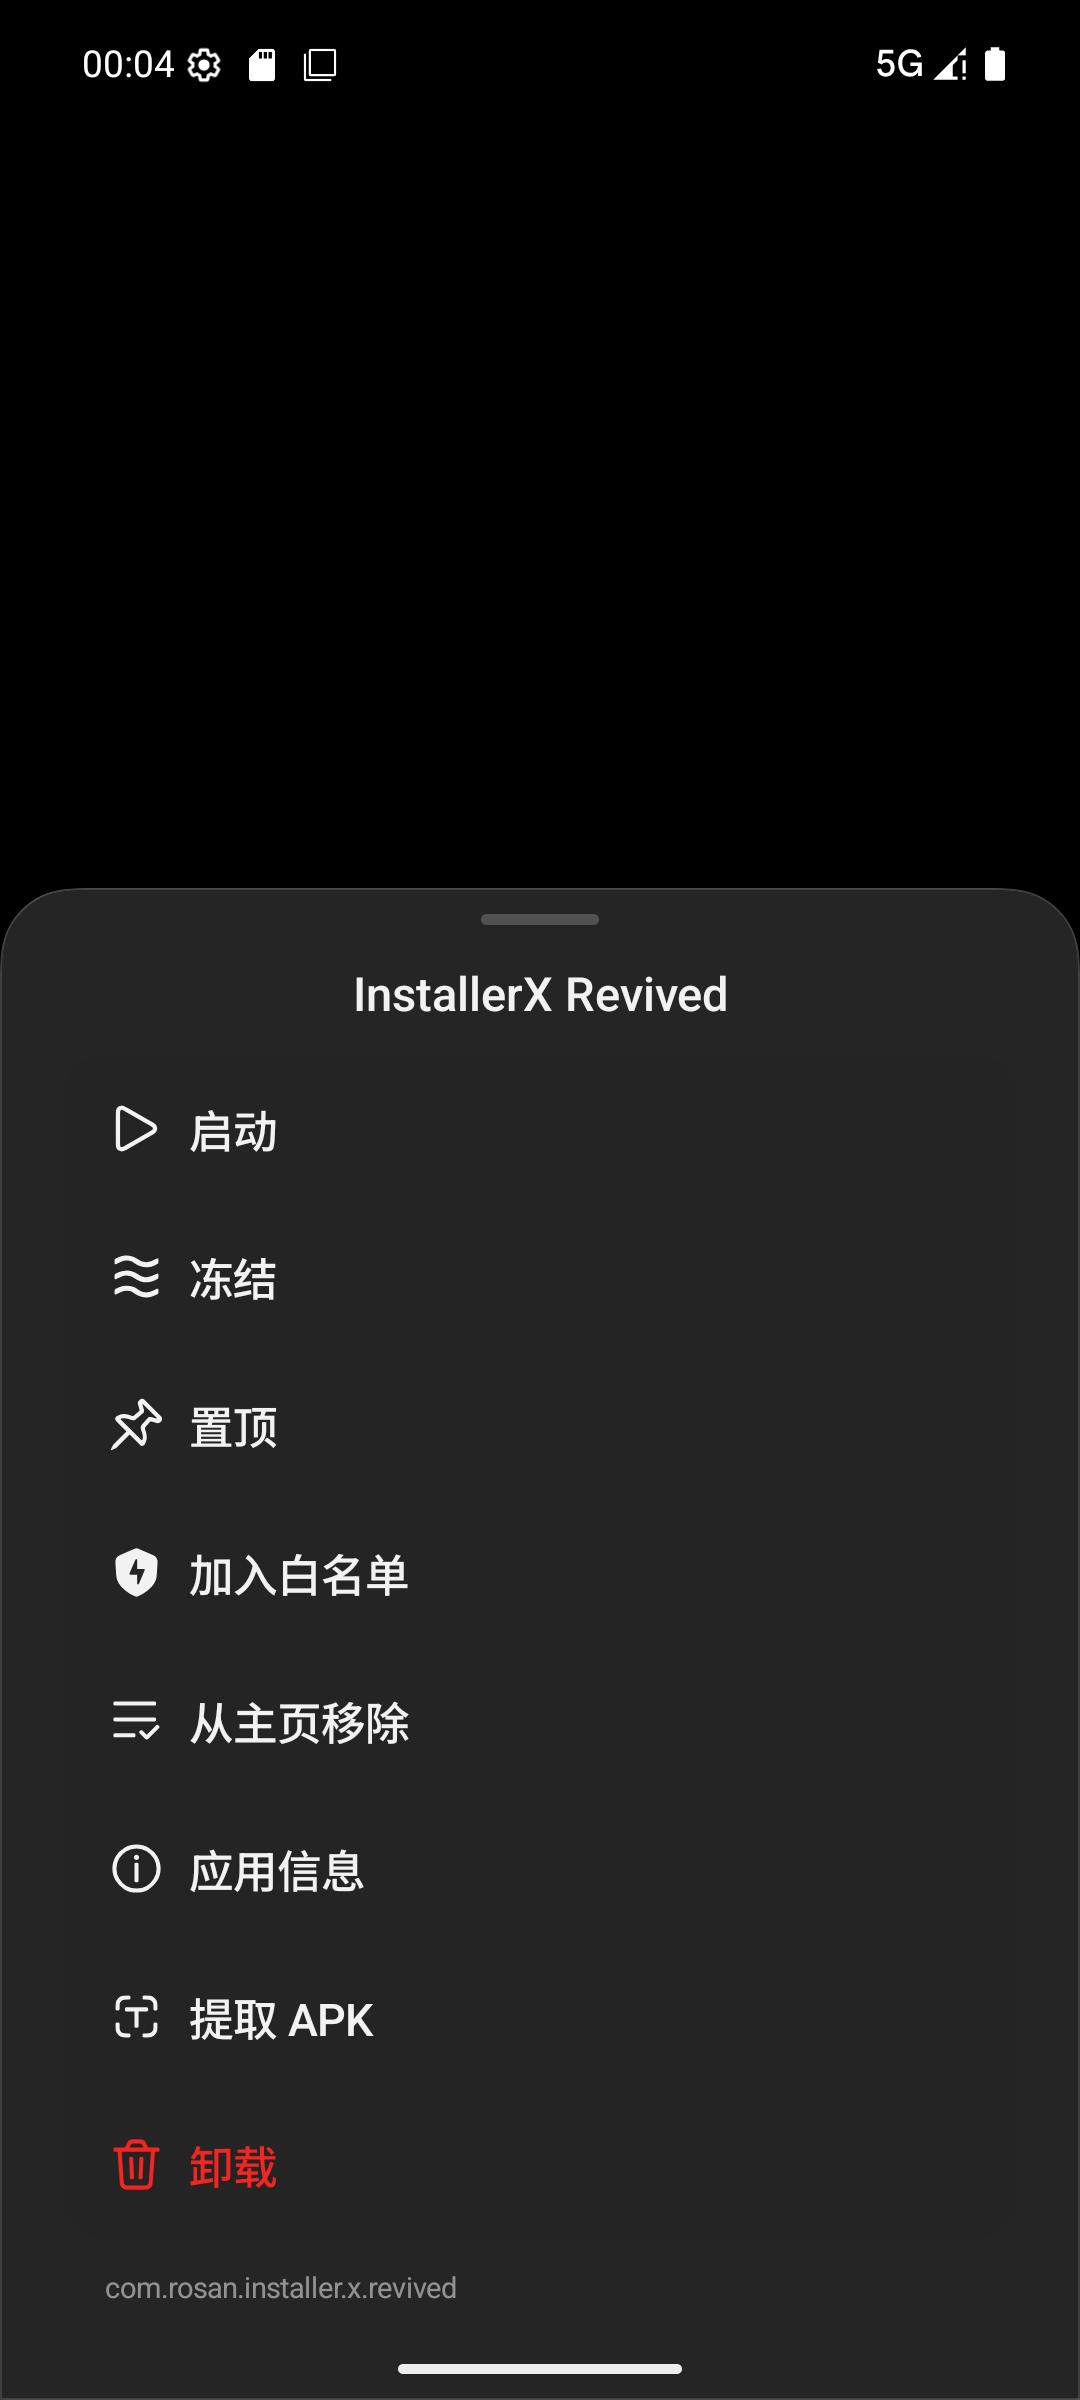 00:04
5G
InstallerX Revived
启动
冻结
置顶
加入白名单
从主页移除
应用信息
提取 APK
卸载
com.rosan.installer.x.revived